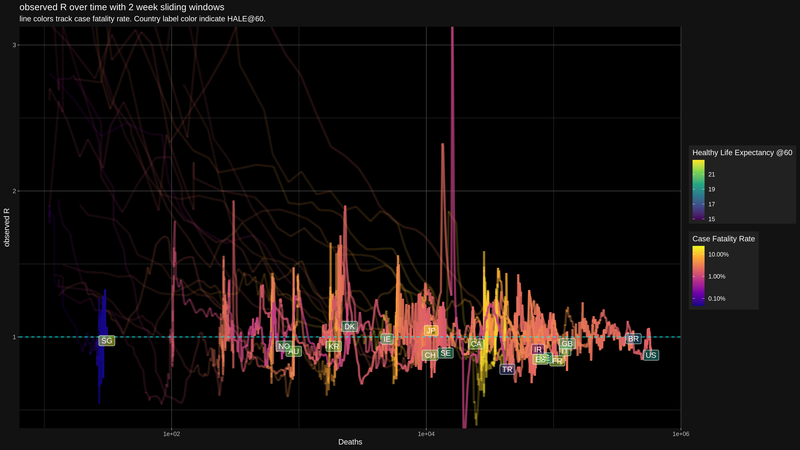 observed R over time with 2 week sliding windows
line colors track case fatality rate. Country label color indicate HALE@60.
3
2
1
observed R
SG
NO
AU
KR
DK
IE
JP
CH
SE
CA
TR
IR
GB
FR
BR
US
1e+02
1e+04
1e+06
Deaths
Healthy Life Expectancy @60
21
19
17
15
Case Fatality Rate
10.00%
1.00%
0.10%